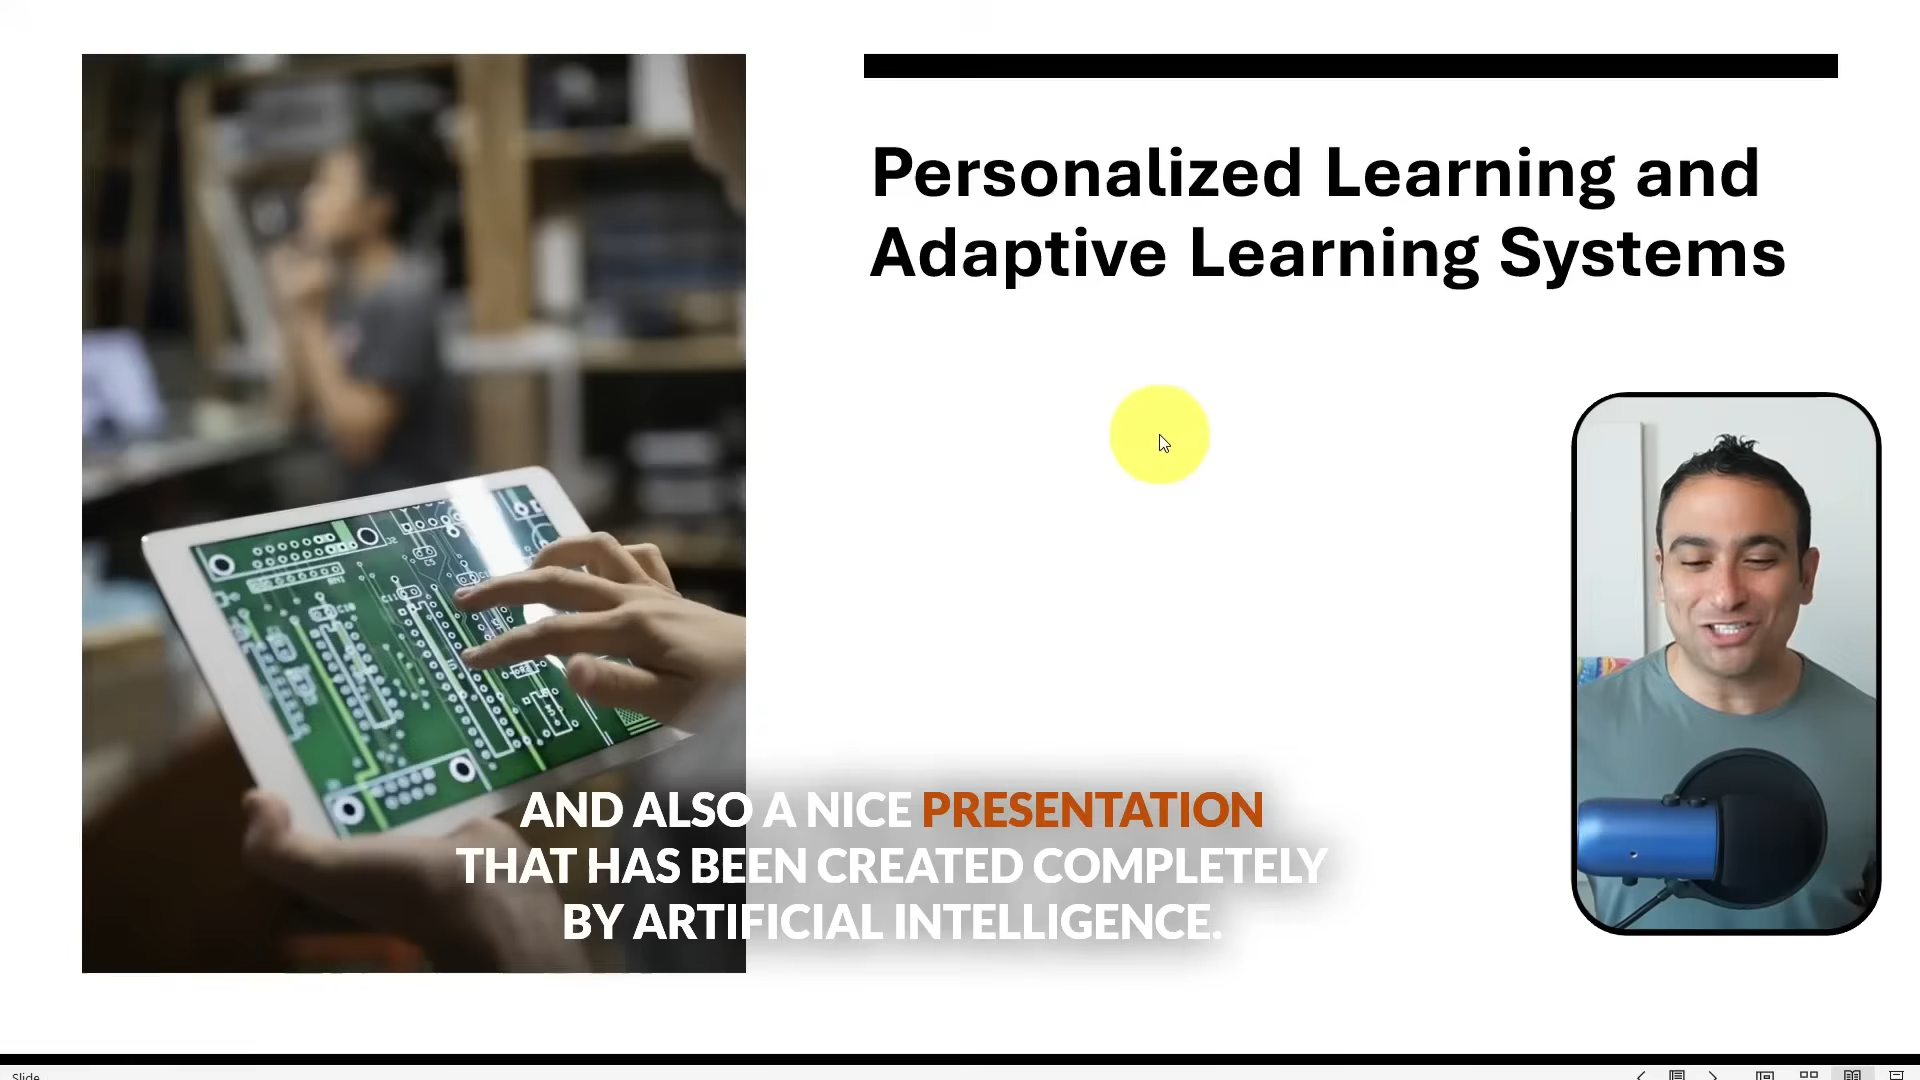 Personalized Learning and
Adaptive Learning Systems
AND ALSO A NICE PRESENTATION
THAT HAS BEEN CREATED COMPLETELY
BY ARTIFICIAL INTELLIGENCE.
Slide